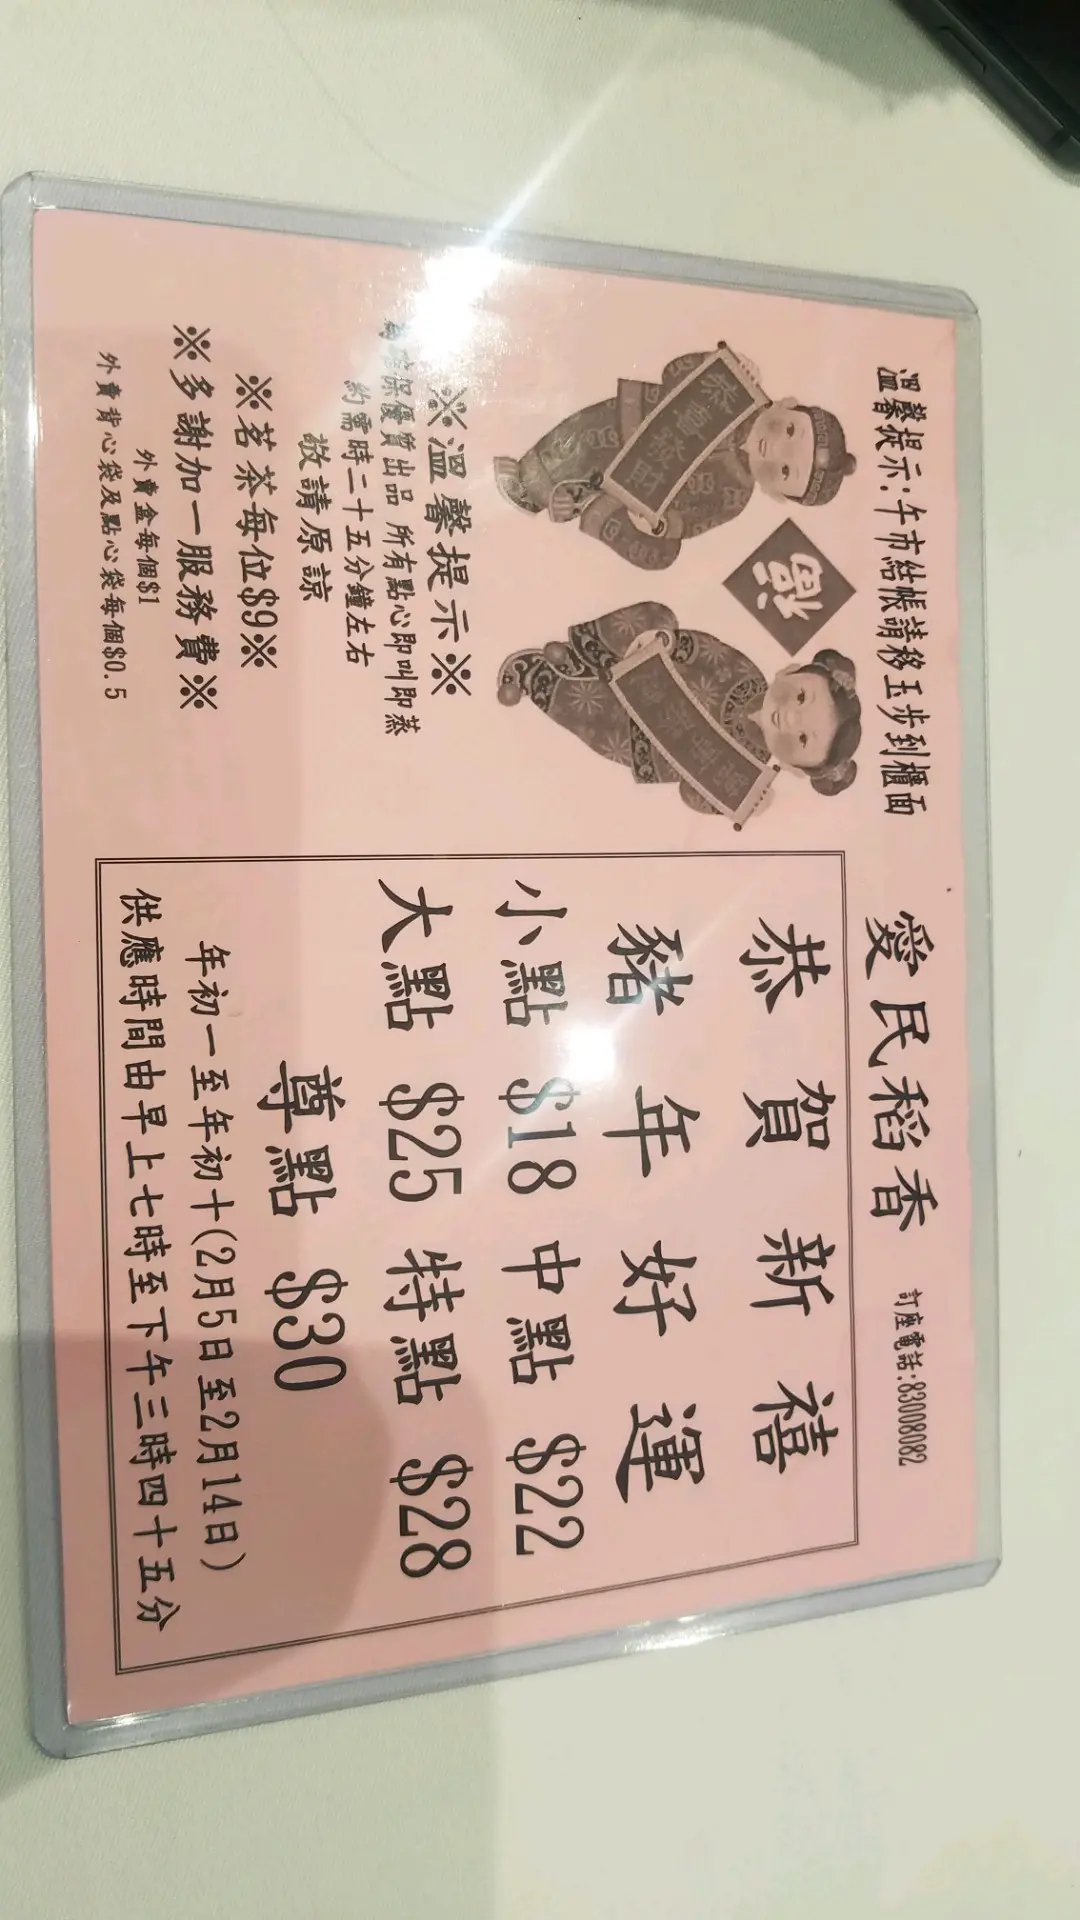 溫馨提示:午市結帳請移玉步到櫃面
愛民稻香 訂座電話:83008082
恭賀新禧
豬年好運
小點 $18 中點 $22
大點 $25 特點 $28
尊點 $30
年初一至年初十(2月5日至2月14日)
供應時間由早上七時至下午三時四十五分
福
恭喜發財
※溫馨提示※
為確保優質出品 所有點心即叫即蒸
約需時二十五分鐘左右
敬請原諒
※茗茶每位$9※
※多謝加一服務費※
外賣盒每個$1
外賣背心袋及點心袋每個$0.5